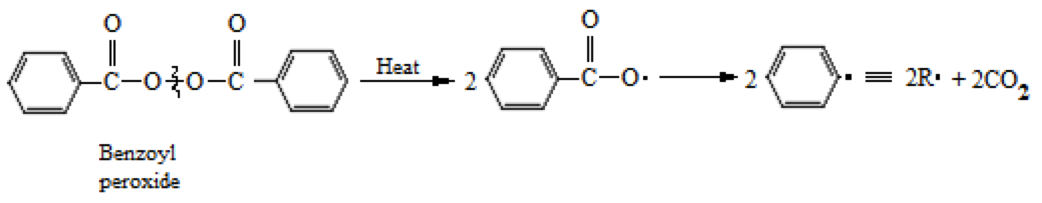 O O O
C O O C Heat 2 C O· 2 · ≡ 2R· + 2CO₂
Benzoyl
peroxide